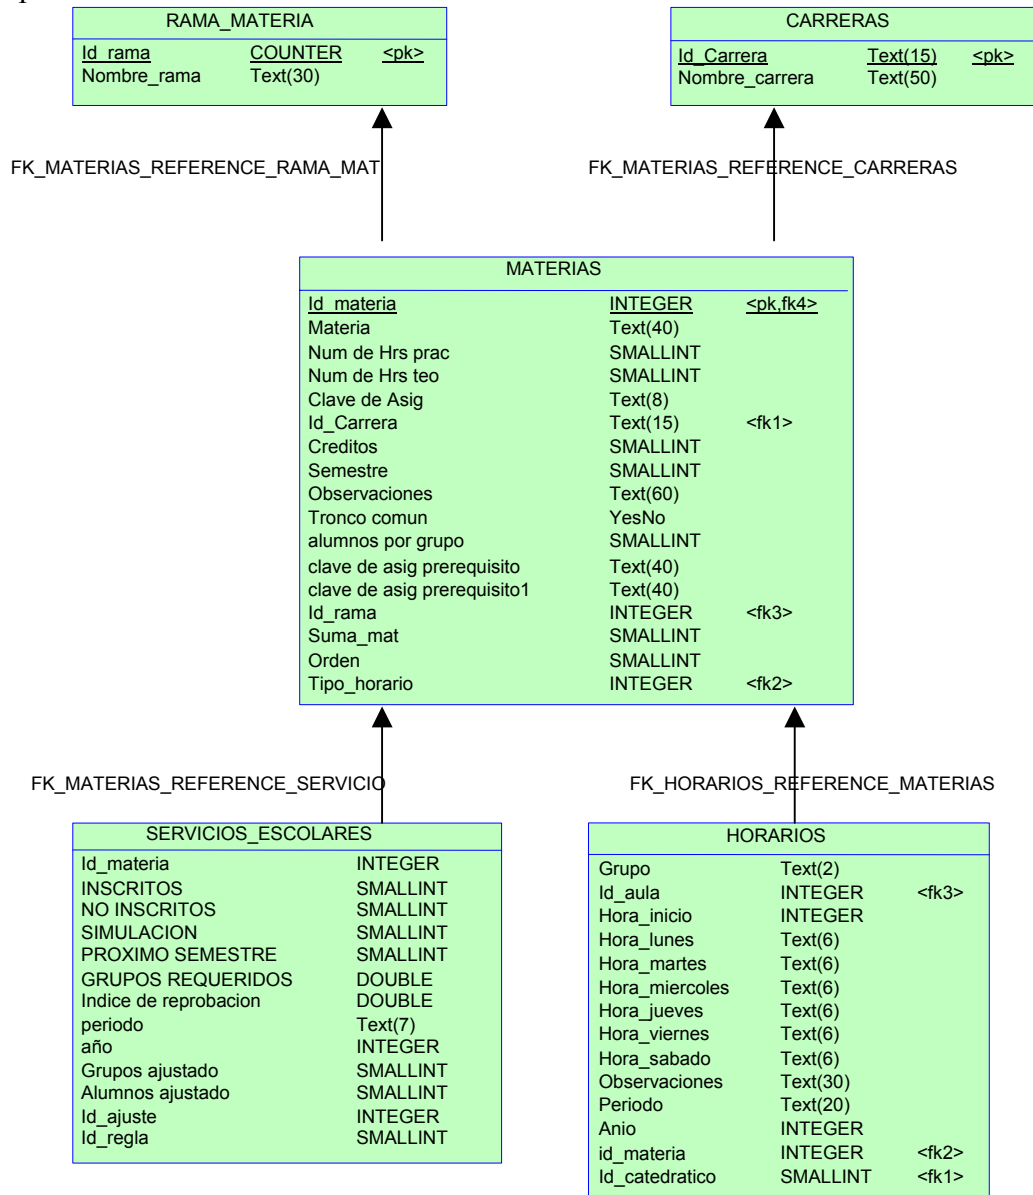 RAMA_MATERIA
Id_rama COUNTER <pk>
Nombre_rama Text(30)
CARRERAS
Id_Carrera Text(15) <pk>
Nombre_carrera Text(50)
FK_MATERIAS_REFERENCE_RAMA_MAT
FK_MATERIAS_REFERENCE_CARRERAS
MATERIAS
Id_materia INTEGER <pk,fk4>
Materia Text(40)
Num de Hrs prac SMALLINT
Num de Hrs teo SMALLINT
Clave de Asig Text(8)
Id_Carrera Text(15) <fk1>
Creditos SMALLINT
Semestre SMALLINT
Observaciones Text(60)
Tronco comun YesNo
alumnos por grupo SMALLINT
clave de asig prerequisito Text(40)
clave de asig prerequisito1 Text(40)
Id_rama INTEGER <fk3>
Suma_mat SMALLINT
Orden SMALLINT
Tipo_horario INTEGER <fk2>
FK_MATERIAS_REFERENCE_SERVICIO
FK_HORARIOS_REFERENCE_MATERIAS
SERVICIOS_ESCOLARES
Id_materia INTEGER
INSCRITOS SMALLINT
NO INSCRITOS SMALLINT
SIMULACION SMALLINT
PROXIMO SEMESTRE SMALLINT
GRUPOS REQUERIDOS DOUBLE
Indice de reprobacion DOUBLE
periodo Text(7)
año INTEGER
Grupos ajustado SMALLINT
Alumnos ajustado SMALLINT
Id_ajuste INTEGER
Id_regla SMALLINT
HORARIOS
Grupo Text(2)
Id_aula INTEGER <fk3>
Hora_inicio INTEGER
Hora_lunes Text(6)
Hora_martes Text(6)
Hora_miercoles Text(6)
Hora_jueves Text(6)
Hora_viernes Text(6)
Hora_sabado Text(6)
Observaciones Text(30)
Periodo Text(20)
Anio INTEGER
id_materia INTEGER <fk2>
Id_catedratico SMALLINT <fk1>